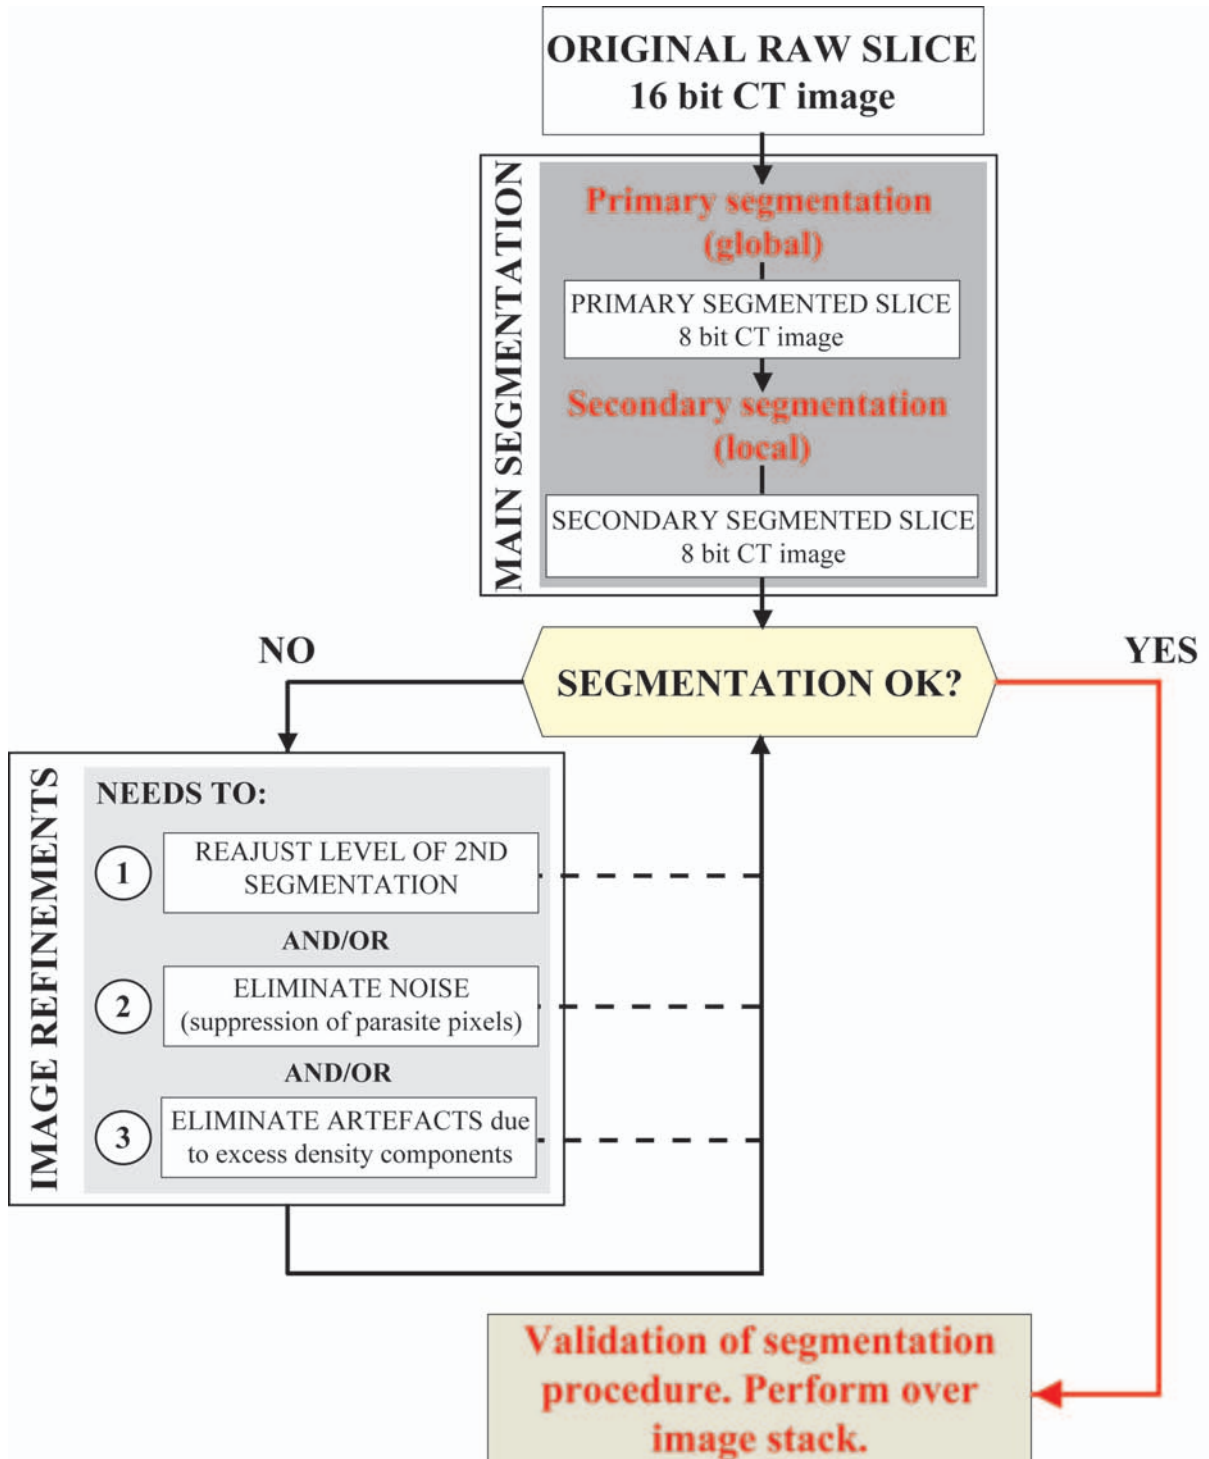 ORIGINAL RAW SLICE
16 bit CT image
MAIN SEGMENTATION
Primary segmentation
(global)
PRIMARY SEGMENTED SLICE
8 bit CT image
Secondary segmentation
(local)
SECONDARY SEGMENTED SLICE
8 bit CT image
NO
YES
SEGMENTATION OK?
IMAGE REFINEMENTS
NEEDS TO:
1
REAJUST LEVEL OF 2ND
SEGMENTATION
AND/OR
2
ELIMINATE NOISE
(suppression of parasite pixels)
AND/OR
3
ELIMINATE ARTEFACTS due
to excess density components
Validation of segmentation
procedure. Perform over
image stack.